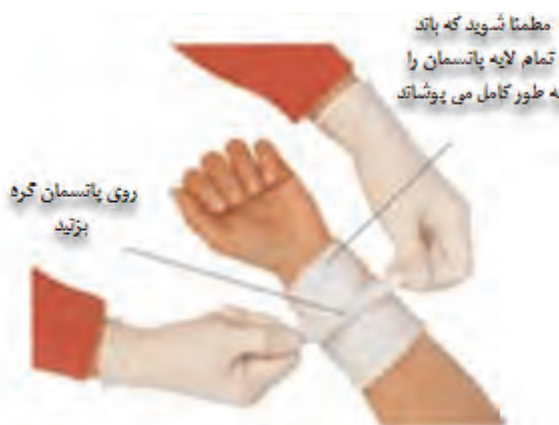 مطمئا شوید که باند
تمام لایه پانسمان را
به طور کامل می پوشاند
روی پانسمان گره
بزنید